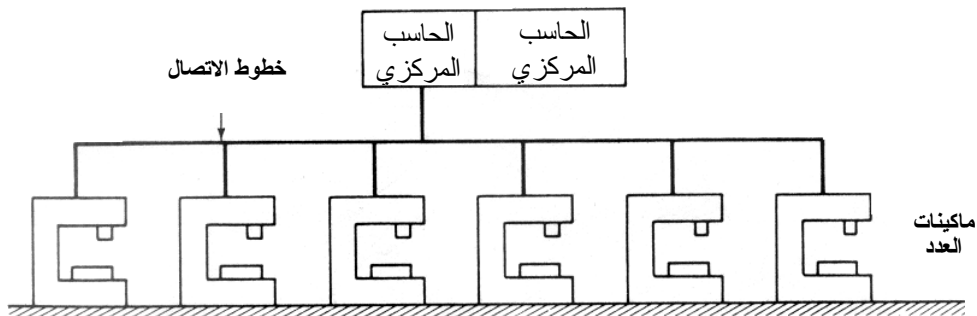 الحاسب
المركزي
الحاسب
المركزي
خطوط الاتصال
ماكينات
العدد